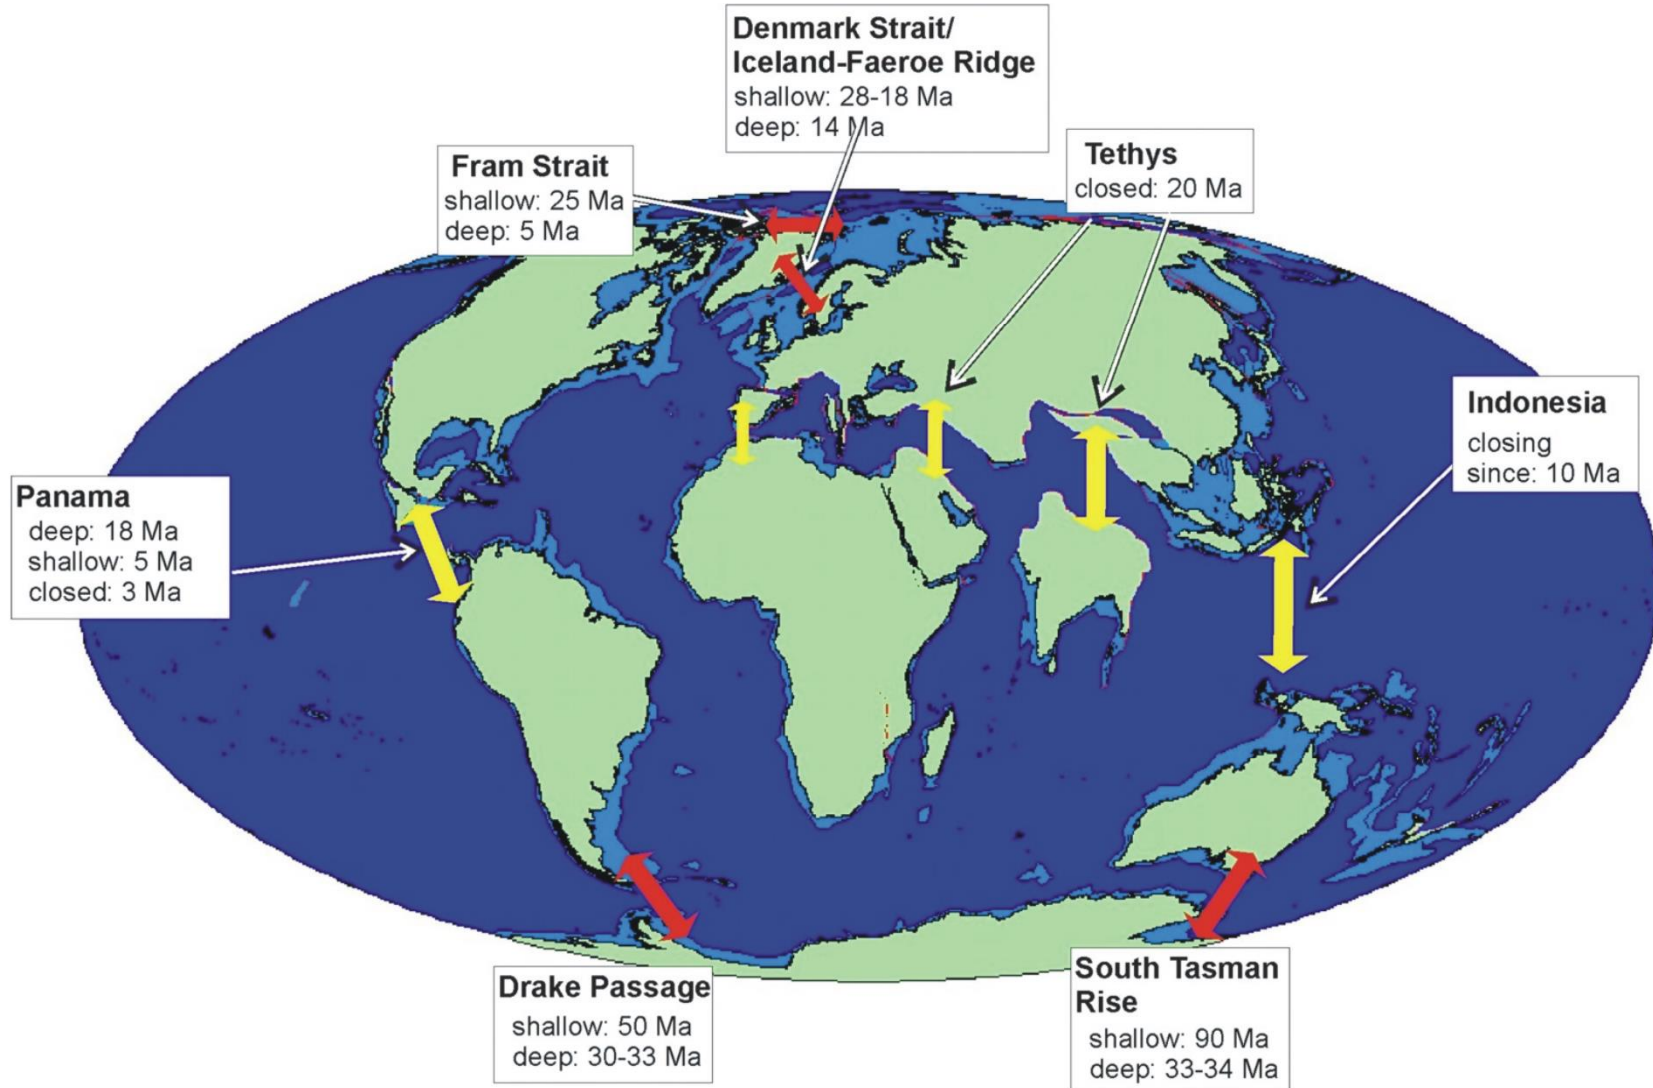 Denmark Strait/
Iceland-Faeroe Ridge
shallow: 28-18 Ma
deep: 14 Ma
Fram Strait
shallow: 25 Ma
deep: 5 Ma
Tethys
closed: 20 Ma
Indonesia
closing
since: 10 Ma
Panama
deep: 18 Ma
shallow: 5 Ma
closed: 3 Ma
Drake Passage
shallow: 50 Ma
deep: 30-33 Ma
South Tasman
Rise
shallow: 90 Ma
deep: 33-34 Ma